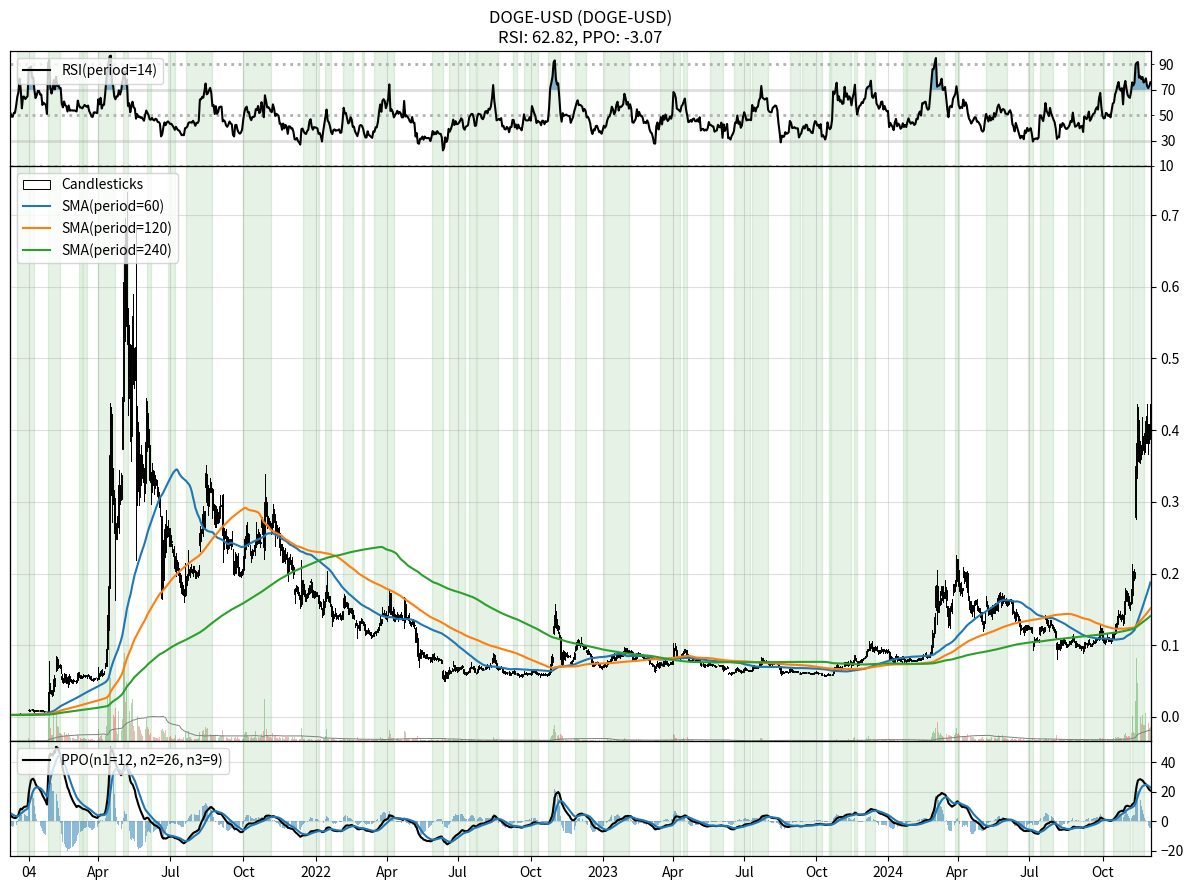 DOGE-USD (DOGE-USD)
RSI: 62.82, PPO: -3.07
RSI(period=14)
90
70
50
30
10
Candlesticks
SMA(period=60)
SMA(period=120)
SMA(period=240)
0.7
0.6
0.5
0.4
0.3
0.2
0.1
0.0
PPO(n1=12, n2=26, n3=9)
40
20
0
−20
04 Apr Jul Oct 2022 Apr Jul Oct 2023 Apr Jul Oct 2024 Apr Jul Oct